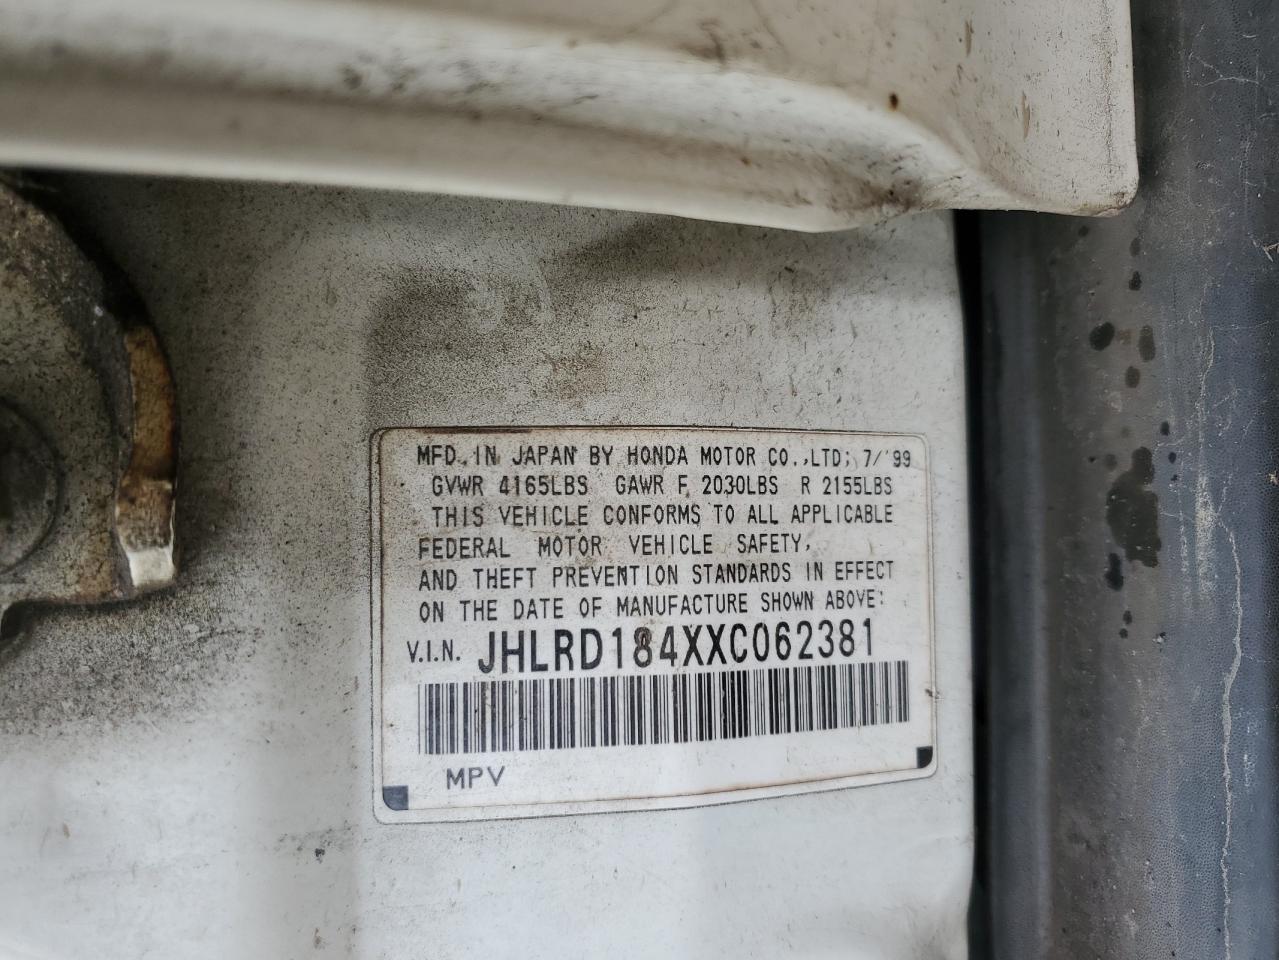 MFD. IN JAPAN BY HONDA MOTOR CO.,LTD; 7/'99
GVWR 4165LBS GAWR F 2030LBS R 2155LBS
THIS VEHICLE CONFORMS TO ALL APPLICABLE
FEDERAL MOTOR VEHICLE SAFETY,
AND THEFT PREVENTION STANDARDS IN EFFECT
ON THE DATE OF MANUFACTURE SHOWN ABOVE:
V.I.N. JHLRD184XXC062381
MPV